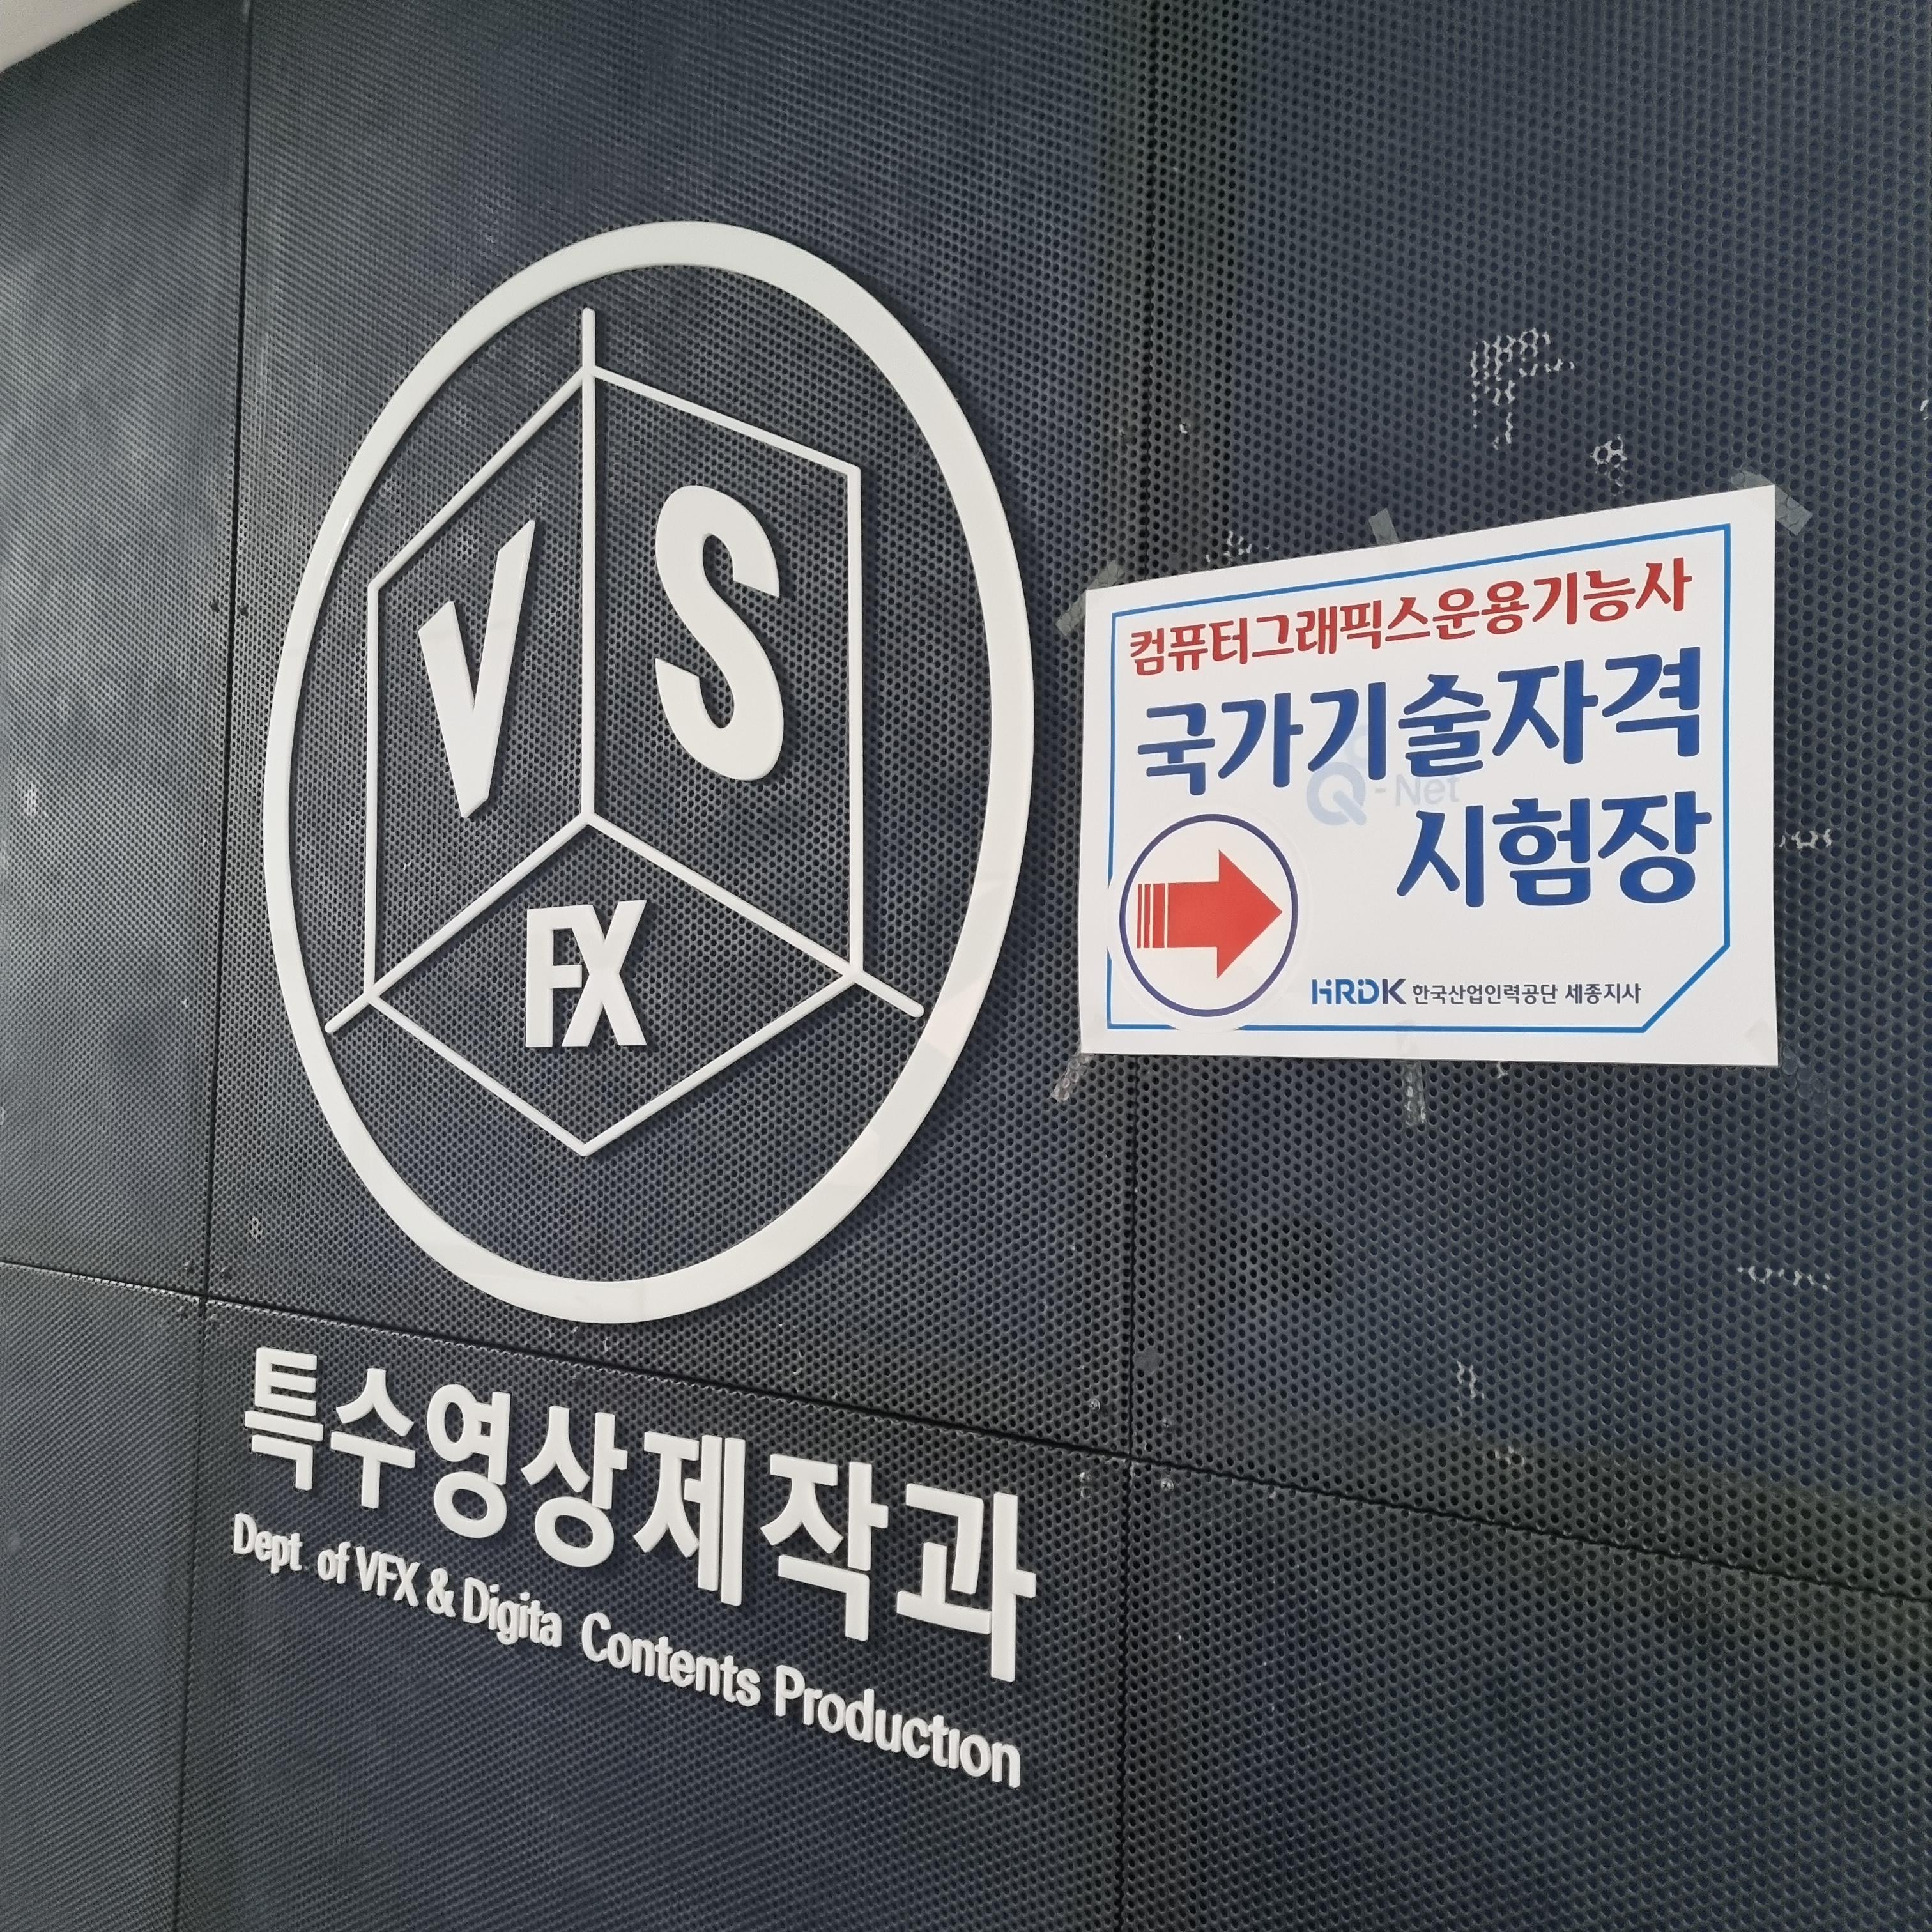 V S
FX
특수영상제작과
Dept. of VFX & Digita Contents Production
컴퓨터그래픽스운용기능사
국가기술자격
Q-Net
시험장
HRDK 한국산업인력공단 세종지사